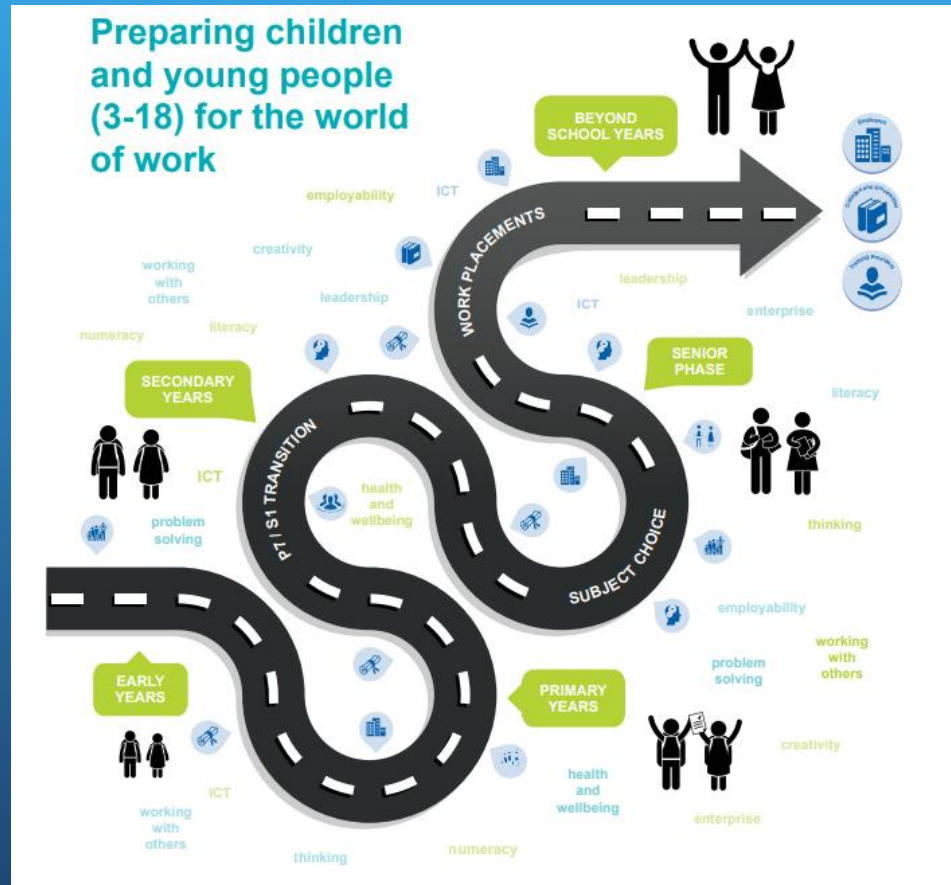 Preparing children
and young people
(3-18) for the world
of work
BEYOND
SCHOOL YEARS
Employers
employability
ICT
WORK PLACEMENTS
creativity
working
with
others
leadership
leadership
ICT
enterprise
numeracy
literacy
SECONDARY
YEARS
SENIOR
PHASE
literacy
P7/ S1 TRANSITION
ICT
health
and
wellbeing
problem
solving
thinking
SUBJECT CHOICE
employability
working
with
others
problem
solving
EARLY
YEARS
PRIMARY
YEARS
creativity
health
and
wellbeing
ICT
enterprise
working
with
others
thinking
numeracy